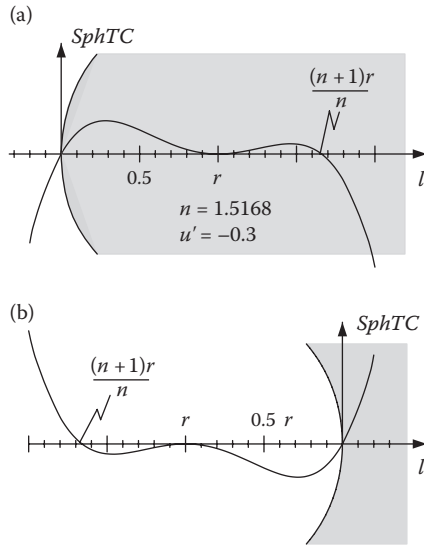 (a)
SphTC
(n + 1)r
n
0.5
r
l
n = 1.5168
u′ = −0.3
(b)
SphTC
(n + 1)r
n
r
0.5 r
l